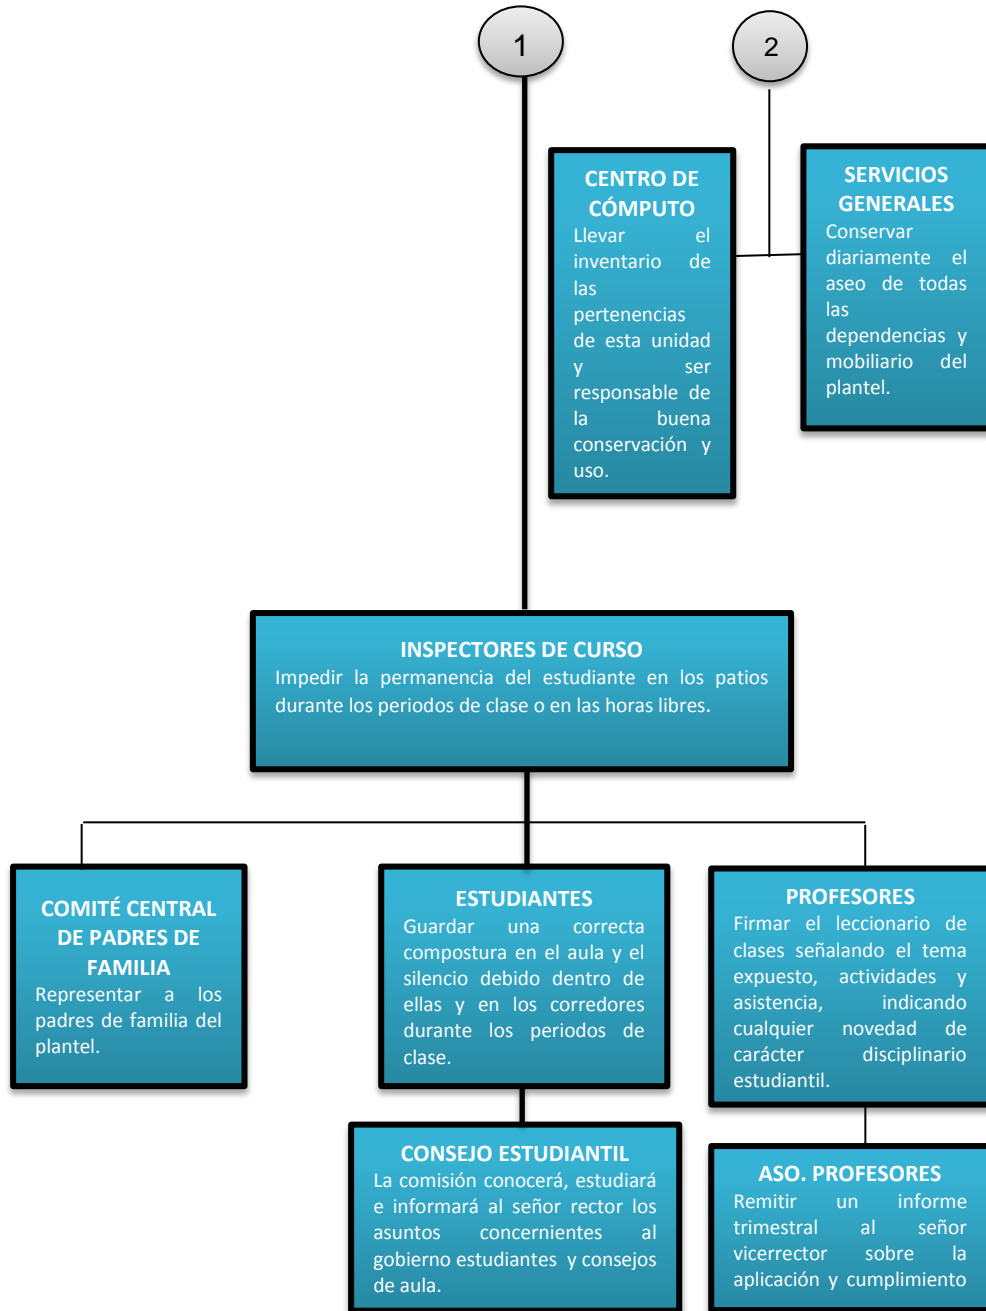 1
2
CENTRO DE
CÓMPUTO
Llevar el
inventario de
las
pertenencias
de esta unidad
y ser
responsable de
la buena
conservación y
uso.
SERVICIOS
GENERALES
Conservar
diariamente el
aseo de todas
las
dependencias y
mobiliario del
plantel.
INSPECTORES DE CURSO
Impedir la permanencia del estudiante en los patios
durante los periodos de clase o en las horas libres.
COMITÉ CENTRAL
DE PADRES DE
FAMILIA
Representar a los
padres de familia del
plantel.
ESTUDIANTES
Guardar una correcta
compostura en el aula y el
silencio debido dentro de
ellas y en los corredores
durante los periodos de
clase.
PROFESORES
Firmar el leccionario de
clases señalando el tema
expuesto, actividades y
asistencia, indicando
cualquier novedad de
carácter disciplinario
estudiantil.
CONSEJO ESTUDIANTIL
La comisión conocerá, estudiará
e informará al señor rector los
asuntos concernientes al
gobierno estudiantes y consejos
de aula.
ASO. PROFESORES
Remitir un informe
trimestral al señor
vicerrector sobre la
aplicación y cumplimiento